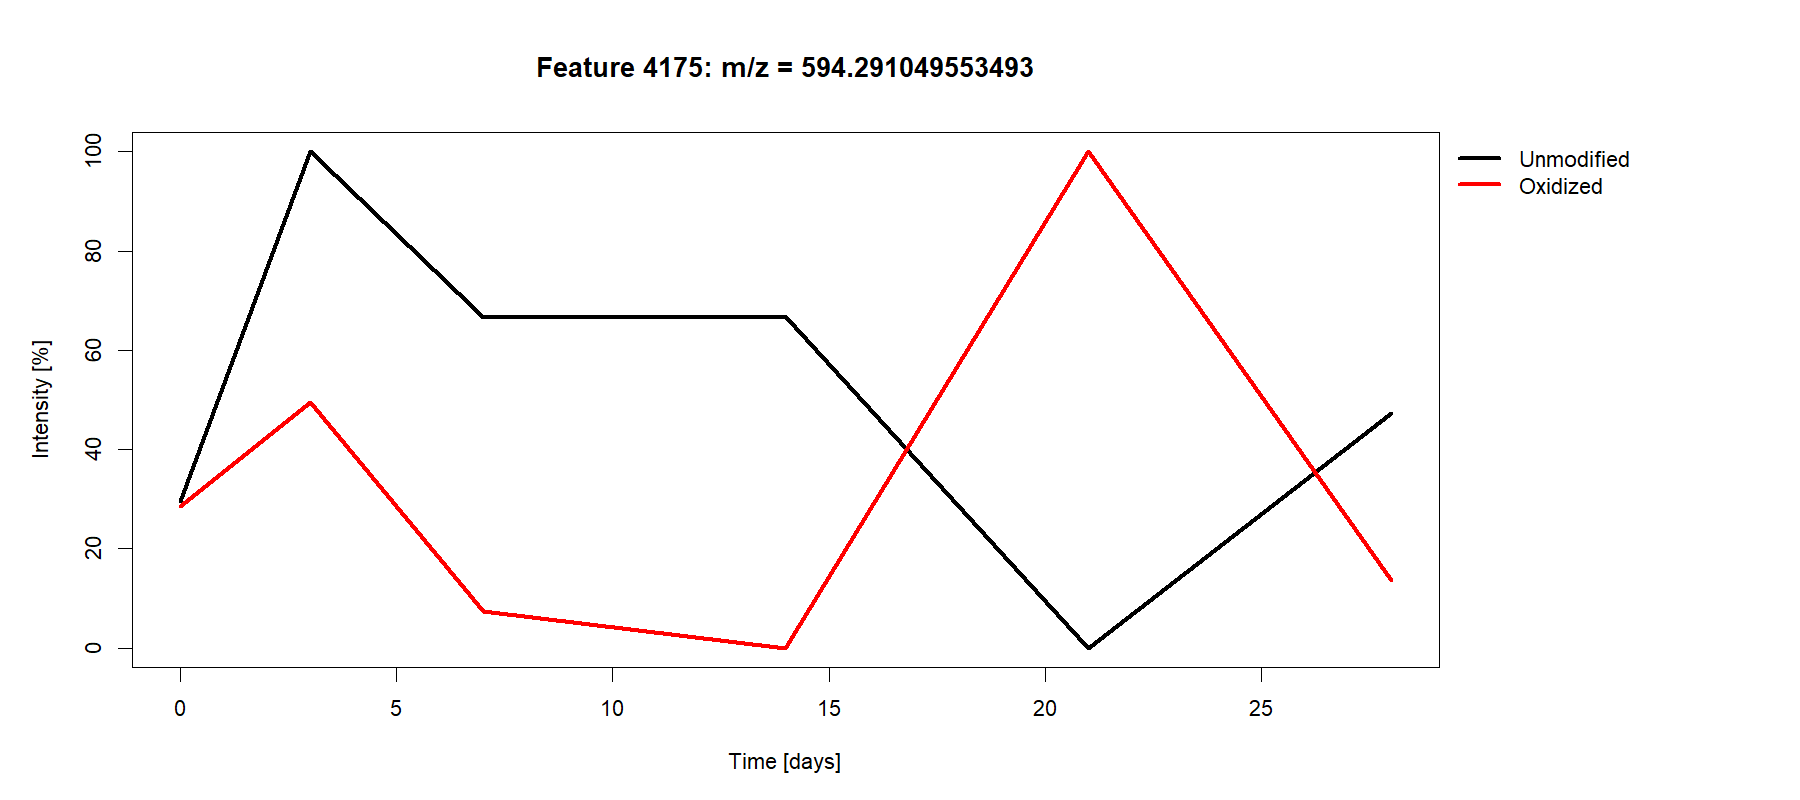 Feature 4175: m/z = 594.291049553493
Unmodified
Oxidized
Intensity [%]
100
80
60
40
20
0
0 5 10 15 20 25
Time [days]